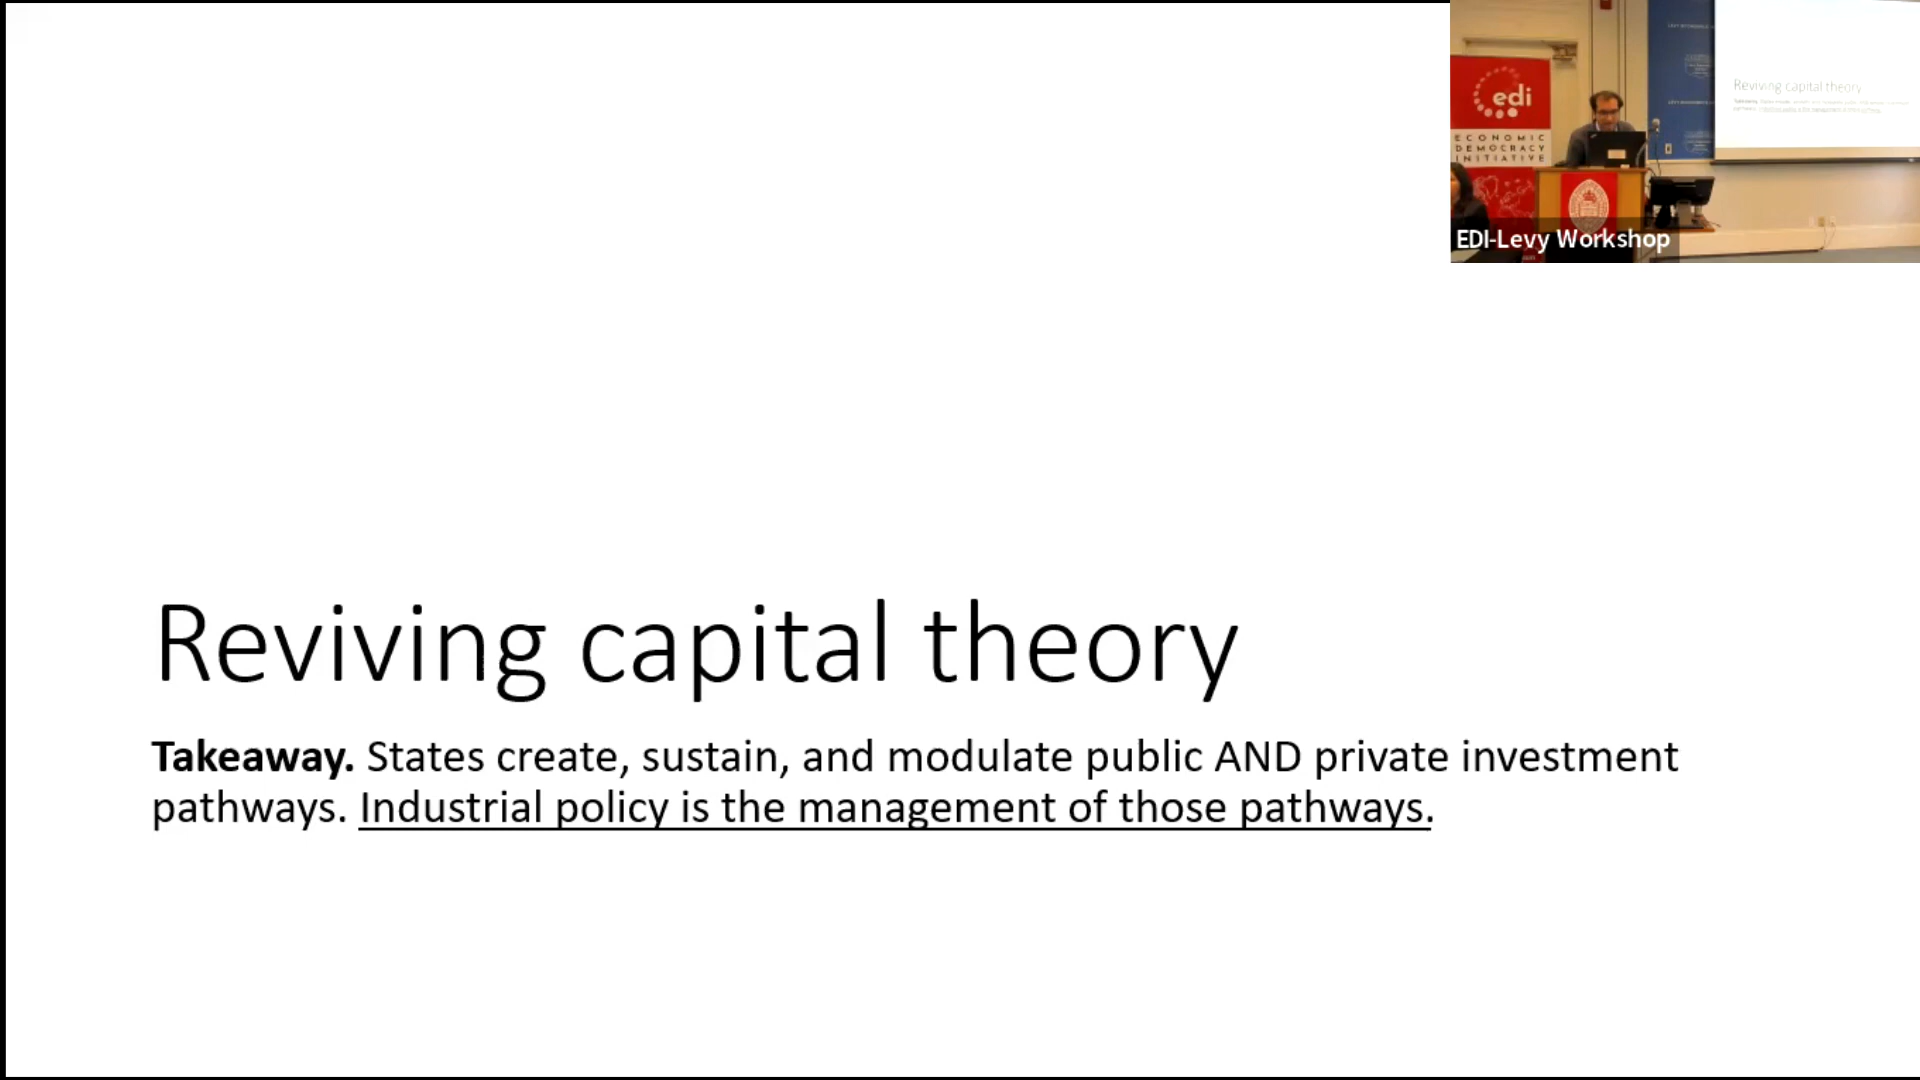 edi
ECONOMIC
DEMOCRACY
INITIATIVE
Reviving capital theory
EDI-Levy Workshop
Reviving capital theory
Takeaway. States create, sustain, and modulate public AND private investment
pathways. Industrial policy is the management of those pathways.